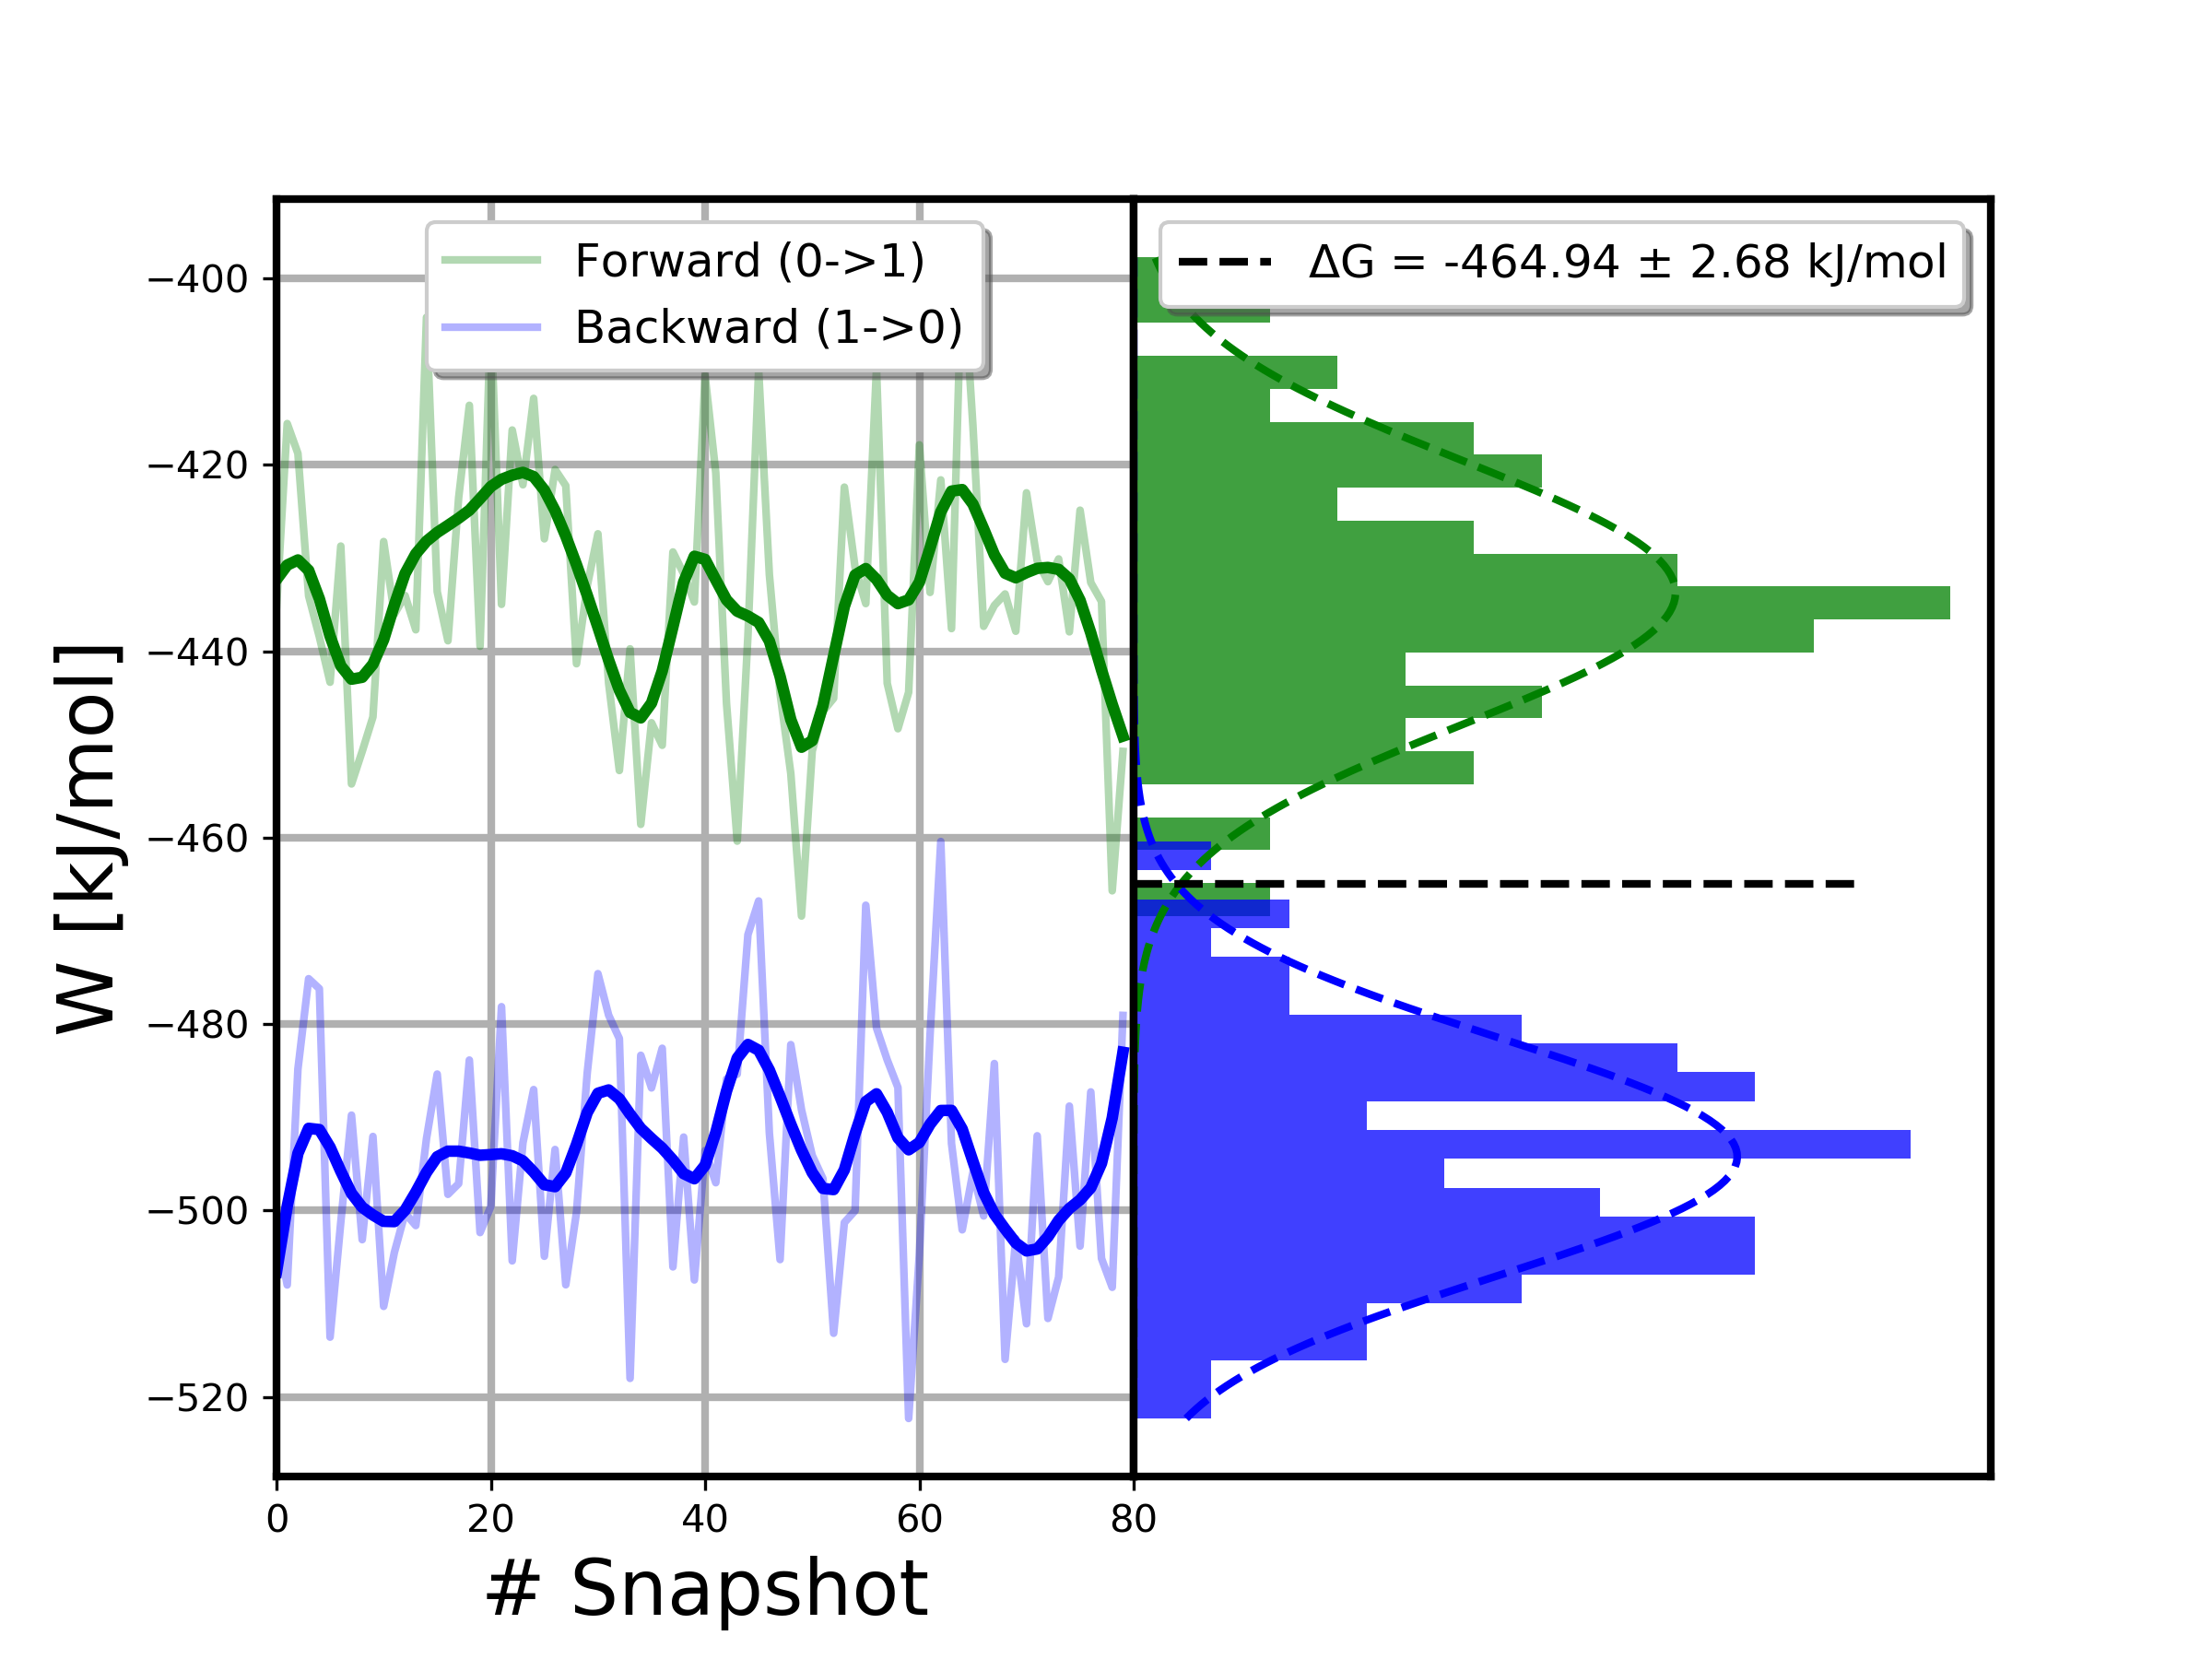 Forward (0->1)
Backward (1->0)
ΔG = -464.94 ± 2.68 kJ/mol
W [kJ/mol]
−400
−420
−440
−460
−480
−500
−520
0 20 40 60 80
# Snapshot